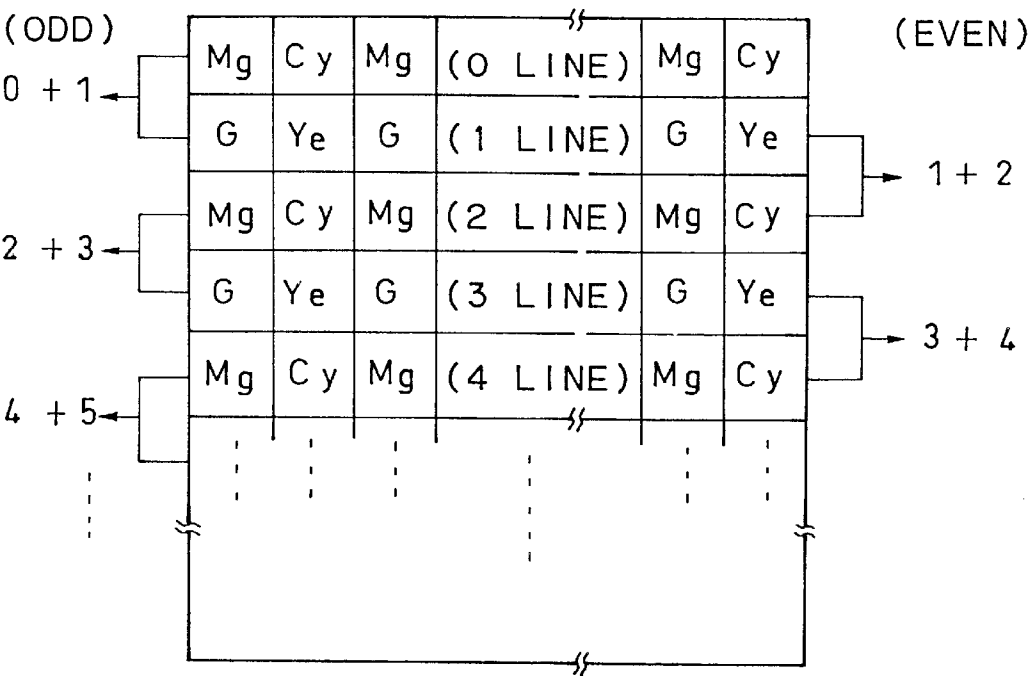 (ODD) (EVEN)
Mg Cy Mg (0 LINE) Mg Cy
0 + 1
G Ye G (1 LINE) G Ye
1 + 2
Mg Cy Mg (2 LINE) Mg Cy
2 + 3
G Ye G (3 LINE) G Ye
3 + 4
Mg Cy Mg (4 LINE) Mg Cy
4 + 5